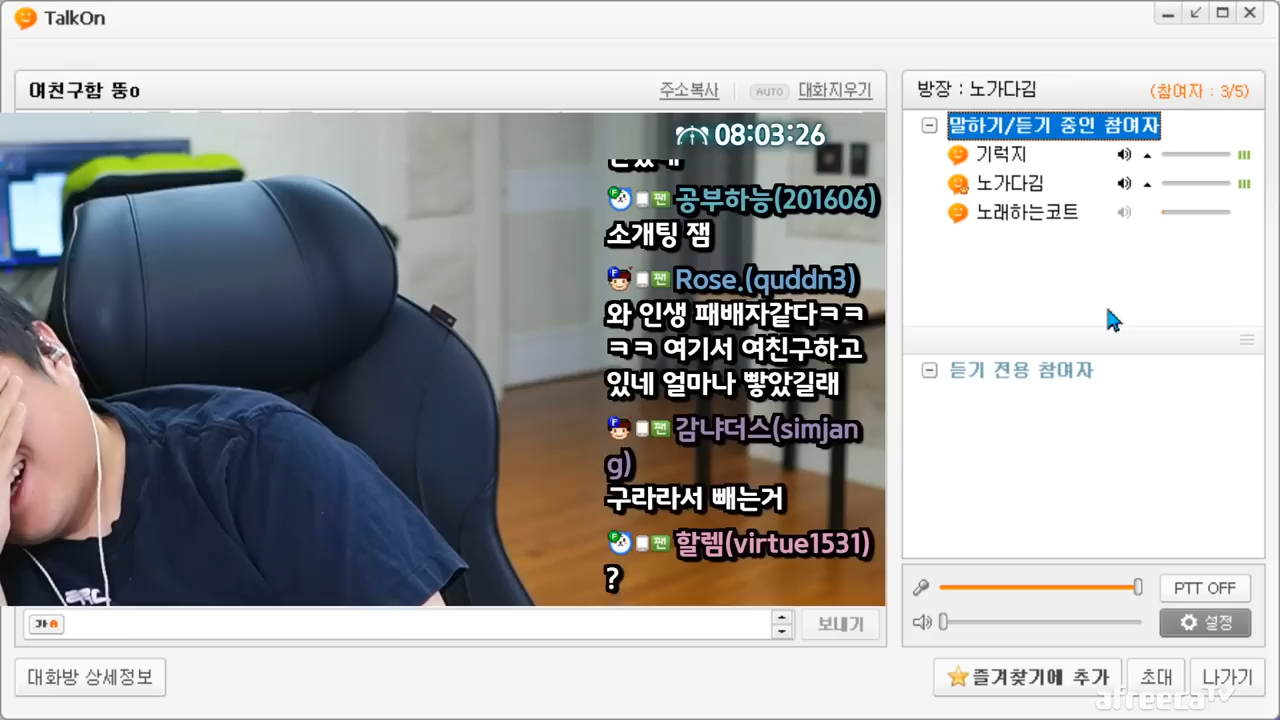 TalkOn
여친구함 뚱o
주소복사
AUTO
대화지우기
08:03:26
공부하능(201606)
소개팅 잼
Rose.(quddn3)
와 인생 패배자같다ㅋㅋ
ㅋㅋ 여기서 여친구하고
있네 얼마나 빻았길래
감냐더스(simjan
g)
구라라서 빼는거
할렘(virtue1531)
?
가A
보내기
대화방 상세정보
방장 : 노가다김
(참여자 : 3/5)
말하기/듣기 중인 참여자
기럭지
노가다김
노래하는코트
듣기 전용 참여자
PTT OFF
설정
즐겨찾기에 추가
초대
나가기
afreecaTV